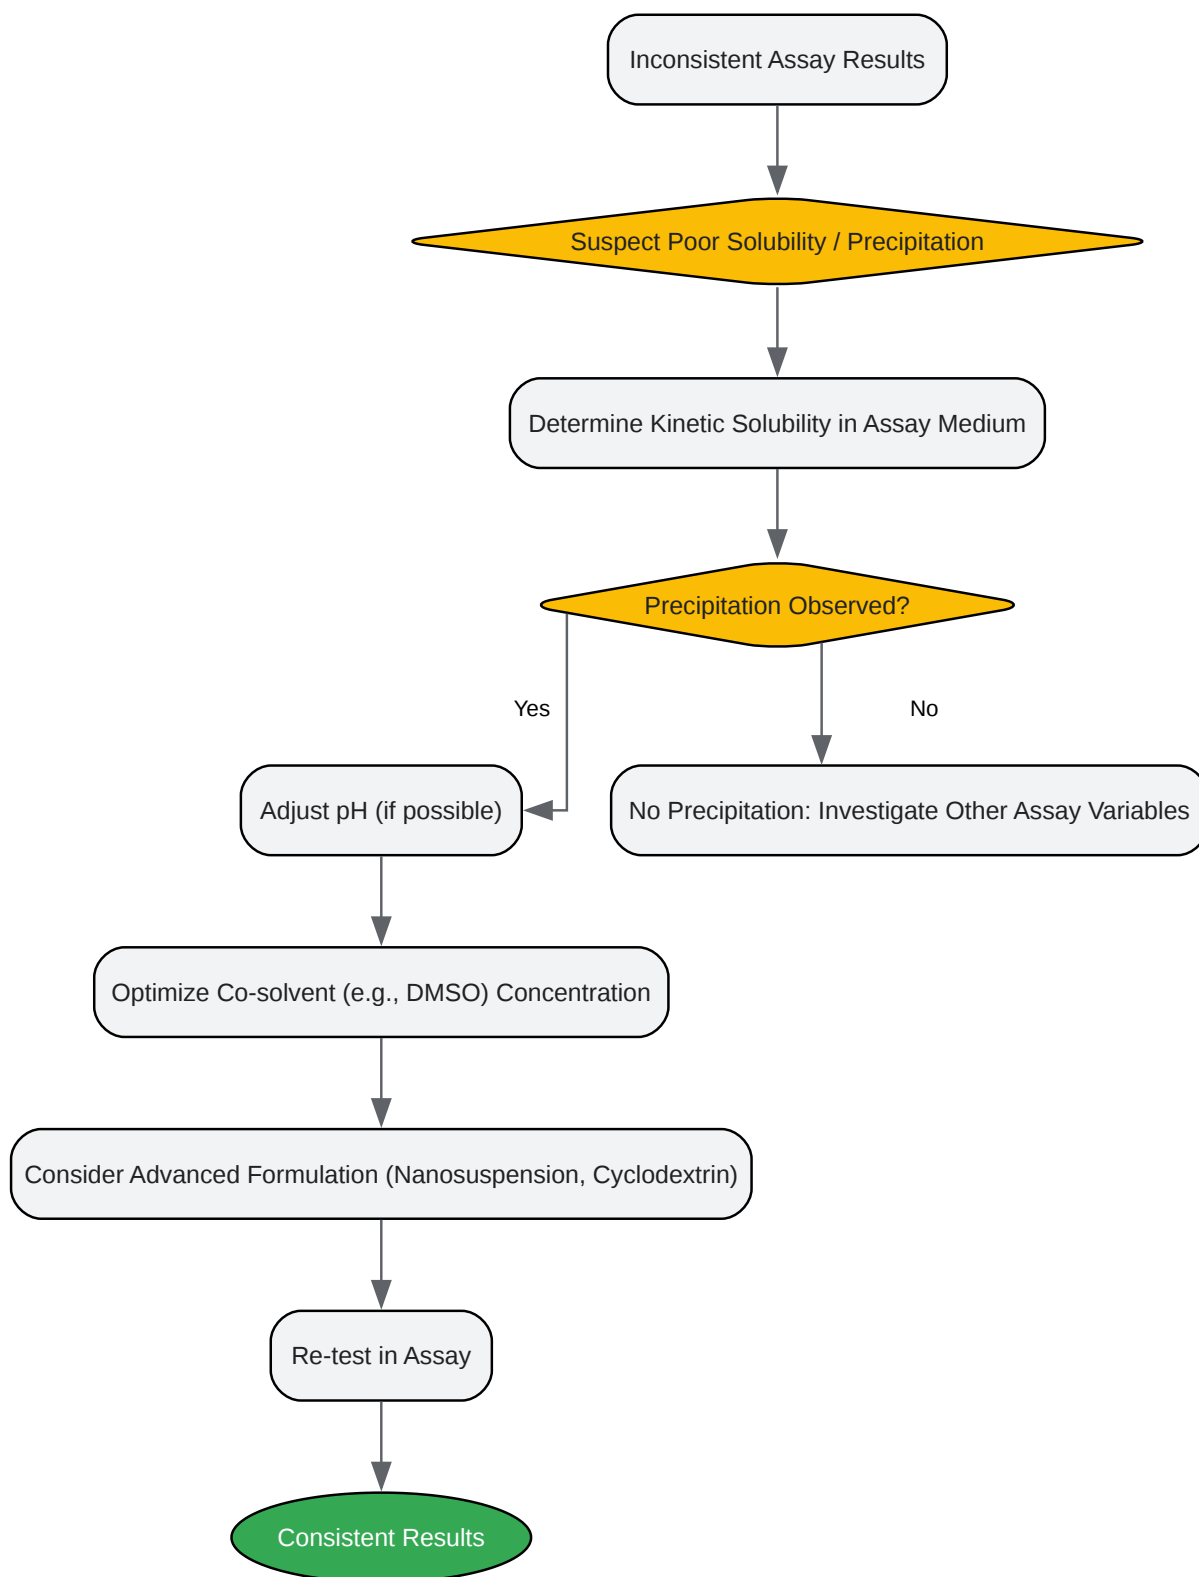 Inconsistent Assay Results
Suspect Poor Solubility / Precipitation
Determine Kinetic Solubility in Assay Medium
Precipitation Observed?
Yes
No
Adjust pH (if possible)
No Precipitation: Investigate Other Assay Variables
Optimize Co-solvent (e.g., DMSO) Concentration
Consider Advanced Formulation (Nanosuspension, Cyclodextrin)
Re-test in Assay
Consistent Results